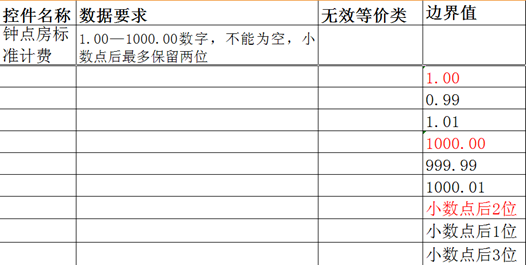 控件名称 数据要求 无效等价类 边界值
钟点房标
准计费
1.00—1000.00数字，不能为空，小
数点后最多保留两位
1.00
0.99
1.01
1000.00
999.99
1000.01
小数点后2位
小数点后1位
小数点后3位